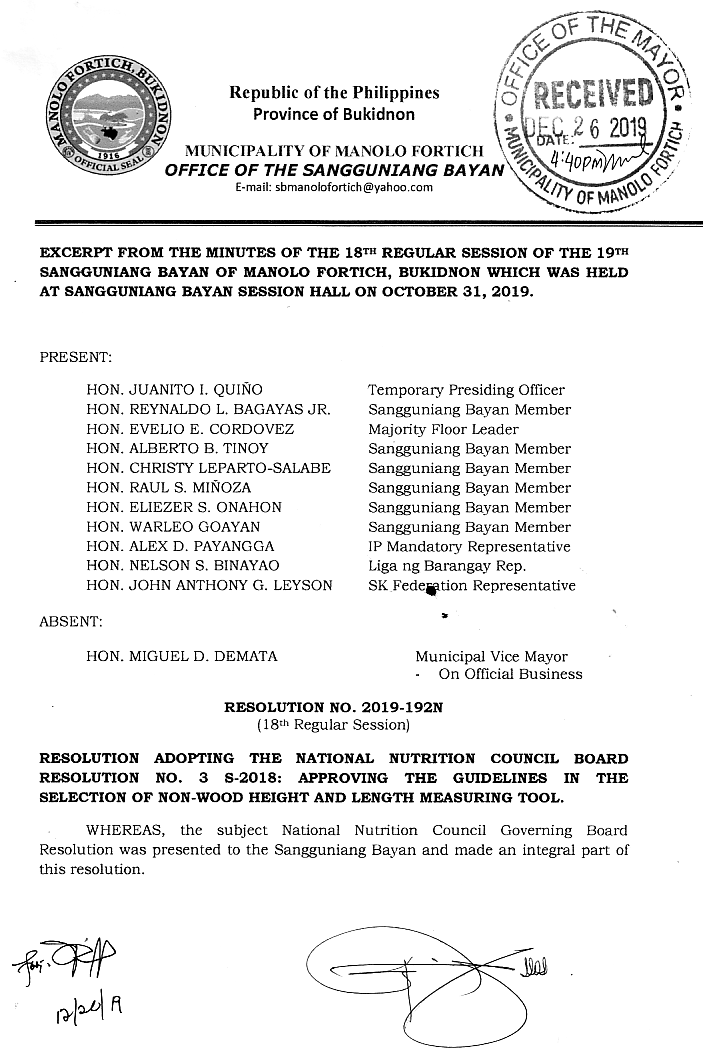 MANOLO FORTICH, BUKIDNON
1916
OFFICIAL SEAL
Republic of the Philippines
Province of Bukidnon
MUNICIPALITY OF MANOLO FORTICH
OFFICE OF THE SANGGUNIANG BAYAN
E-mail: sbmanolofortich@yahoo.com
OFFICE OF THE MAYOR
RECEIVED
DEC 26 2019
DATE:
4:40pm
MUNICIPALITY OF MANOLO FORTICH
EXCERPT FROM THE MINUTES OF THE 18TH REGULAR SESSION OF THE 19TH
SANGGUNIANG BAYAN OF MANOLO FORTICH, BUKIDNON WHICH WAS HELD
AT SANGGUNIANG BAYAN SESSION HALL ON OCTOBER 31, 2019.
PRESENT:
HON. JUANITO I. QUIÑO Temporary Presiding Officer
HON. REYNALDO L. BAGAYAS JR. Sangguniang Bayan Member
HON. EVELIO E. CORDOVEZ Majority Floor Leader
HON. ALBERTO B. TINOY Sangguniang Bayan Member
HON. CHRISTY LEPARTO-SALABE Sangguniang Bayan Member
HON. RAUL S. MIÑOZA Sangguniang Bayan Member
HON. ELIEZER S. ONAHON Sangguniang Bayan Member
HON. WARLEO GOAYAN Sangguniang Bayan Member
HON. ALEX D. PAYANGGA IP Mandatory Representative
HON. NELSON S. BINAYAO Liga ng Barangay Rep.
HON. JOHN ANTHONY G. LEYSON SK Federation Representative
ABSENT:
HON. MIGUEL D. DEMATA Municipal Vice Mayor
- On Official Business
RESOLUTION NO. 2019-192N
(18th Regular Session)
RESOLUTION ADOPTING THE NATIONAL NUTRITION COUNCIL BOARD
RESOLUTION NO. 3 S-2018: APPROVING THE GUIDELINES IN THE
SELECTION OF NON-WOOD HEIGHT AND LENGTH MEASURING TOOL.
WHEREAS, the subject National Nutrition Council Governing Board
Resolution was presented to the Sangguniang Bayan and made an integral part of
this resolution.